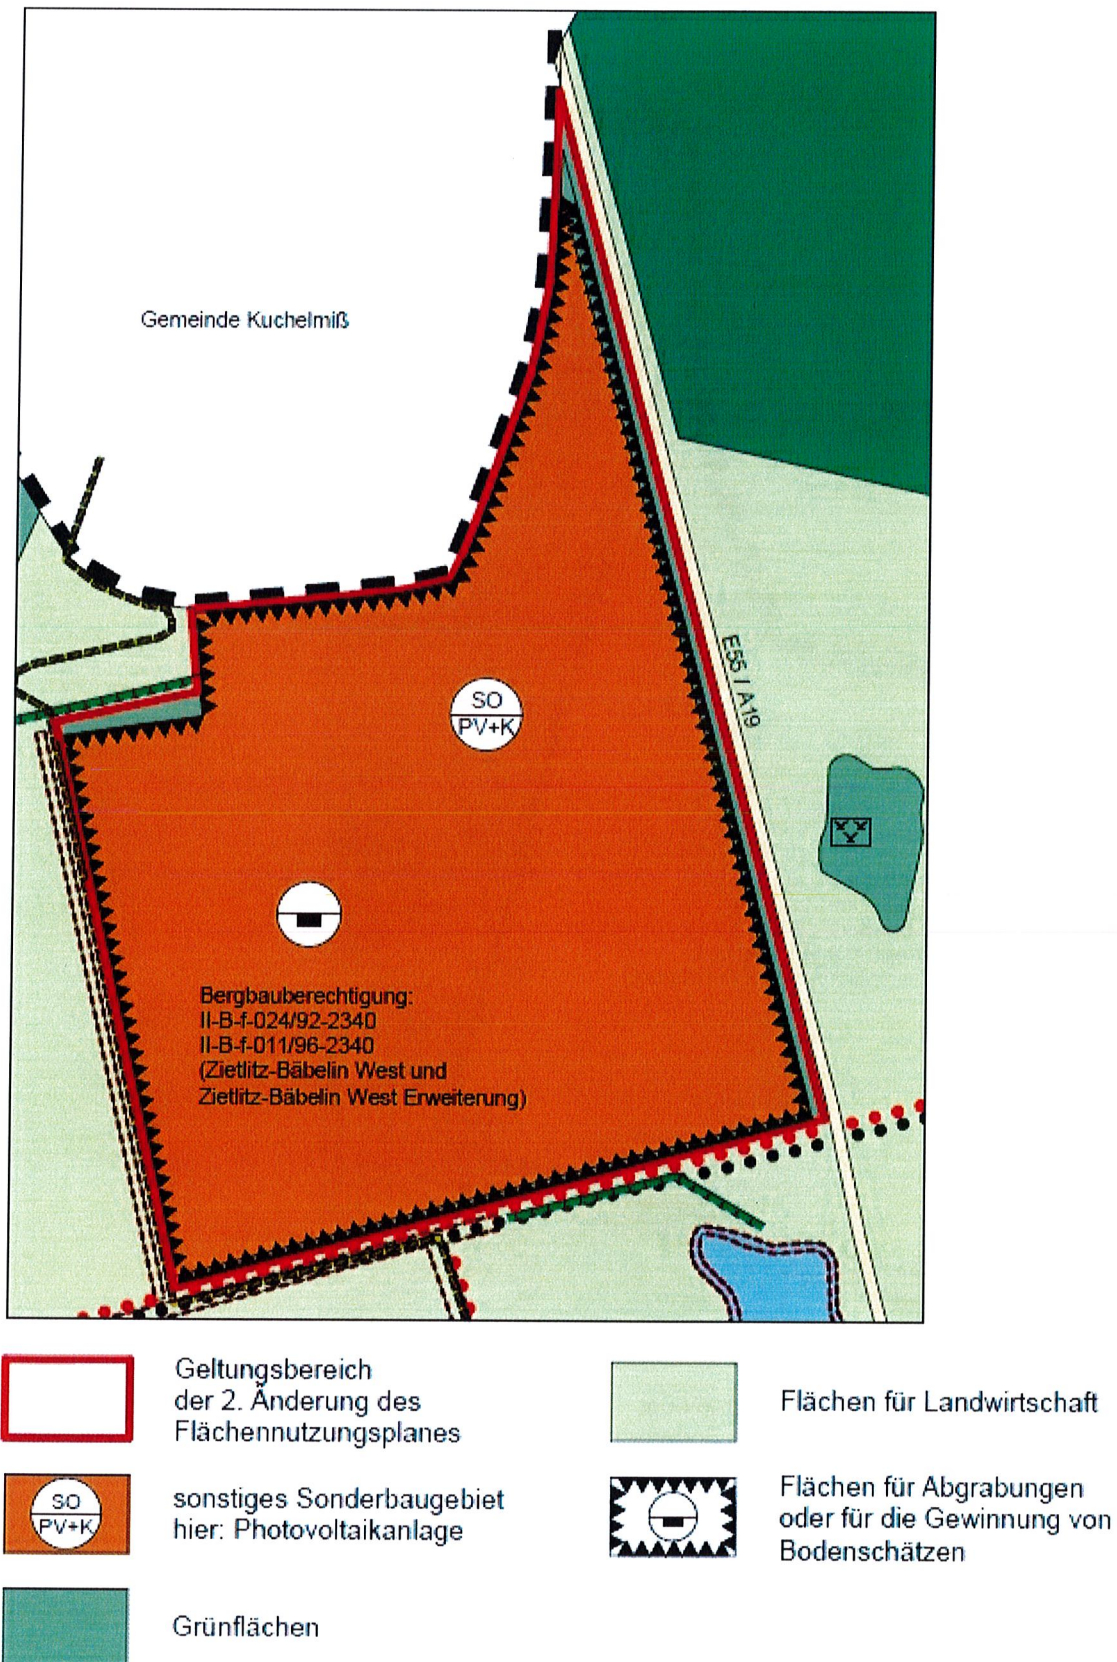 Gemeinde Kuchelmiß
E55 / A19
SO
PV+K
Bergbauberechtigung:
II-B-f-024/92-2340
II-B-f-011/96-2340
(Zietlitz-Bäbelin West und
Zietlitz-Bäbelin West Erweiterung)
Geltungsbereich
der 2. Änderung des
Flächennutzungsplanes
SO
PV+K
sonstiges Sonderbaugebiet
hier: Photovoltaikanlage
Grünflächen
Flächen für Landwirtschaft
Flächen für Abgrabungen
oder für die Gewinnung von
Bodenschätzen